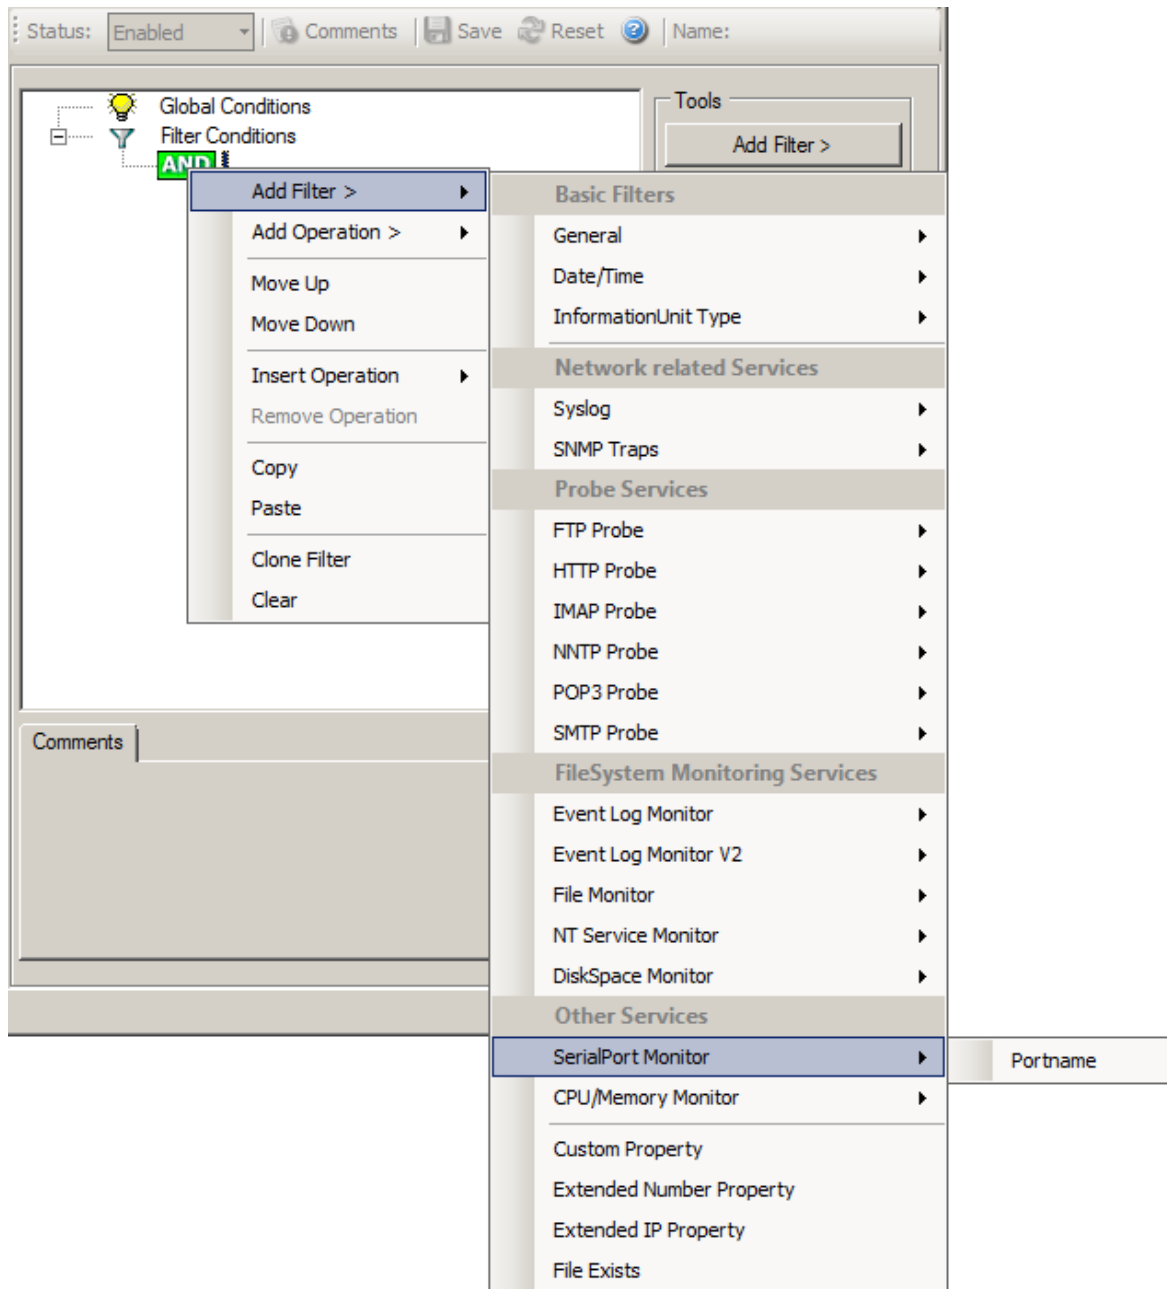 Status: Enabled Comments Save Reset Name:
Global Conditions
Filter Conditions
AND
Tools
Add Filter >
Add Filter >
Add Operation >
Move Up
Move Down
Insert Operation
Remove Operation
Copy
Paste
Clone Filter
Clear
Basic Filters
General
Date/Time
InformationUnit Type
Network related Services
Syslog
SNMP Traps
Probe Services
FTP Probe
HTTP Probe
IMAP Probe
NNTP Probe
POP3 Probe
SMTP Probe
FileSystem Monitoring Services
Event Log Monitor
Event Log Monitor V2
File Monitor
NT Service Monitor
DiskSpace Monitor
Other Services
SerialPort Monitor
CPU/Memory Monitor
Custom Property
Extended Number Property
Extended IP Property
File Exists
Portname
Comments